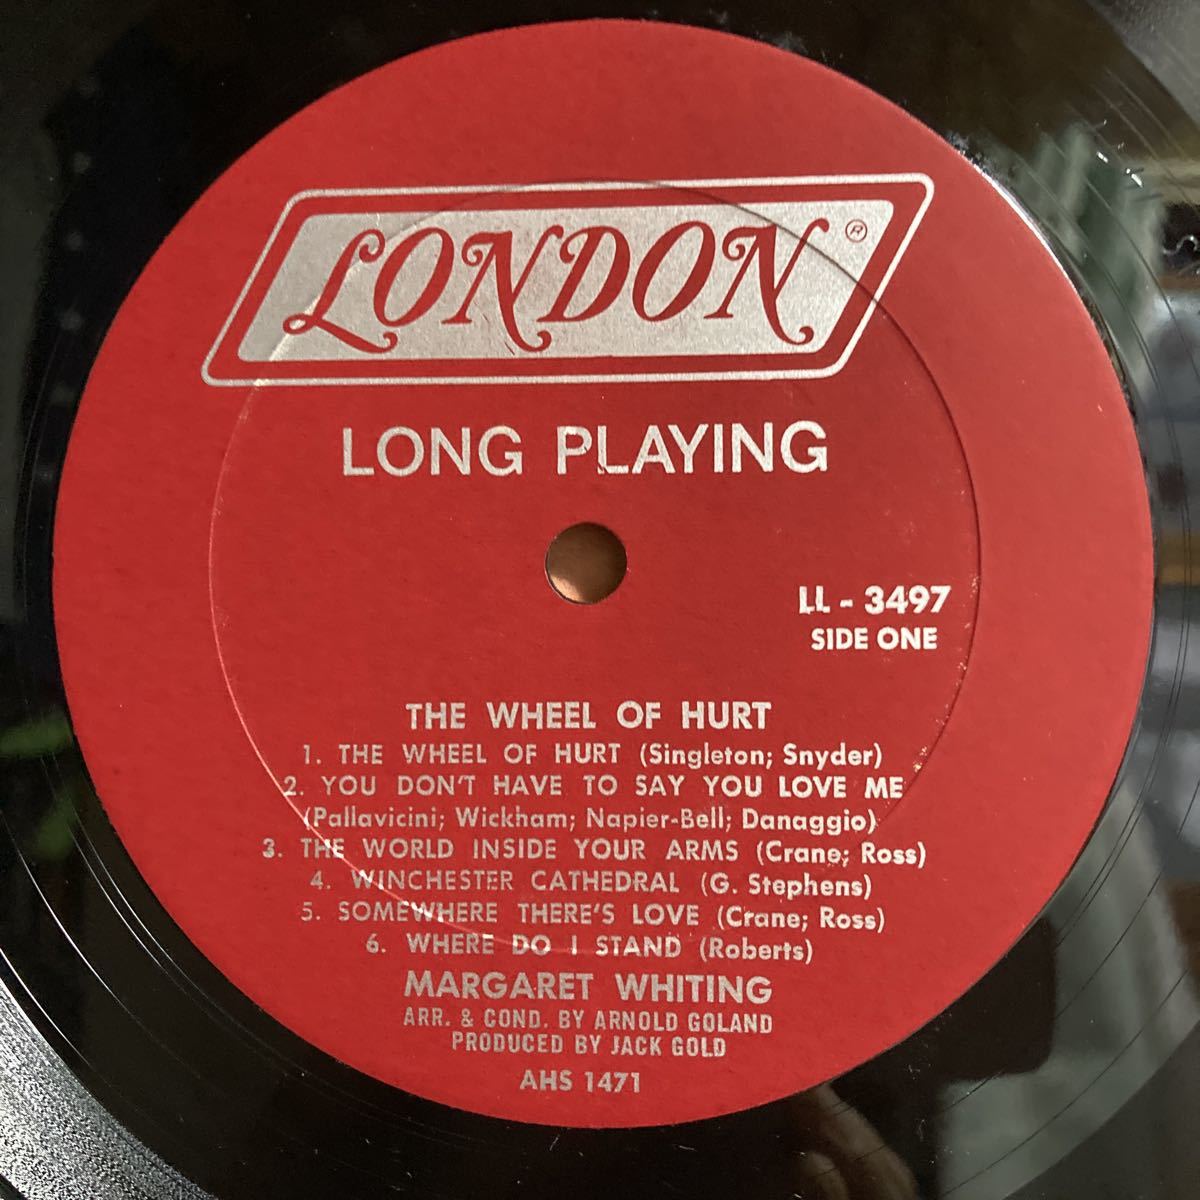 LONDON ®
LONG PLAYING
LL - 3497
SIDE ONE
THE WHEEL OF HURT
1. THE WHEEL OF HURT (Singleton; Snyder)
2. YOU DON'T HAVE TO SAY YOU LOVE ME
(Pallavicini; Wickham; Napier-Bell; Danaggio)
3. THE WORLD INSIDE YOUR ARMS (Crane; Ross)
4. WINCHESTER CATHEDRAL (G. Stephens)
5. SOMEWHERE THERE'S LOVE (Crane; Ross)
6. WHERE DO I STAND (Roberts)
MARGARET WHITING
ARR. & COND. BY ARNOLD GOLAND
PRODUCED BY JACK GOLD
AHS 1471